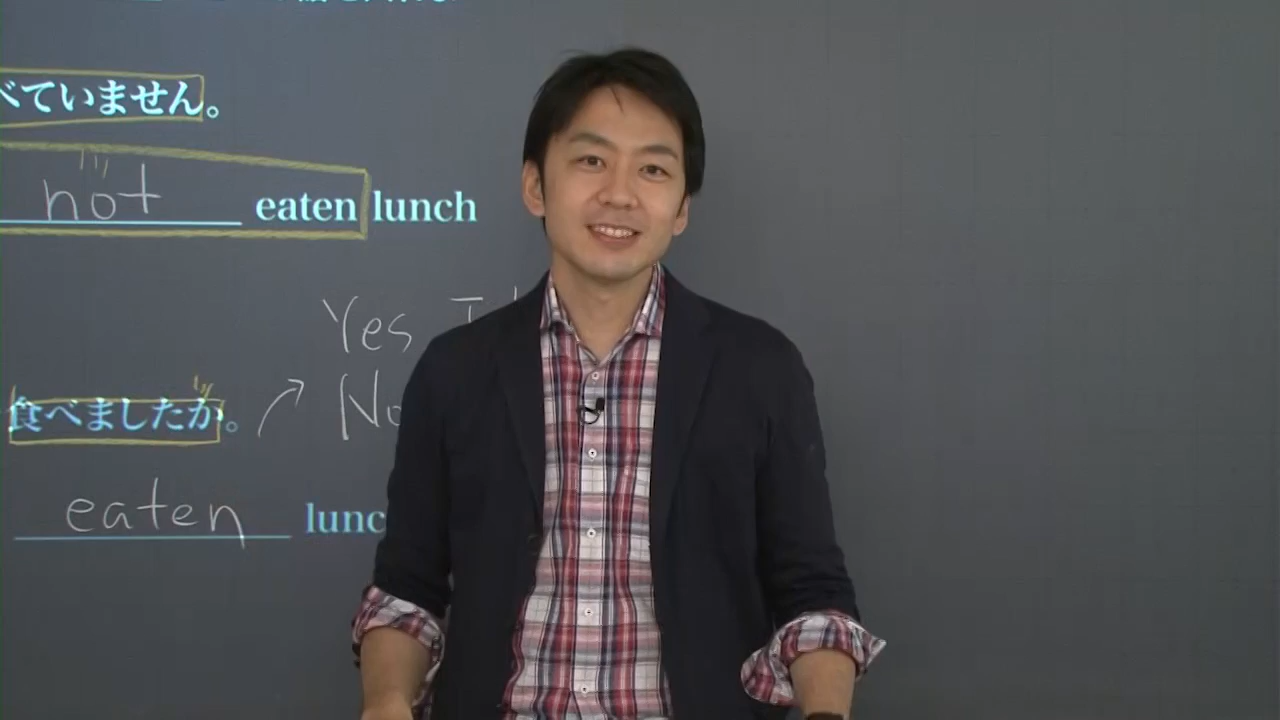 べていません。
not eaten lunch
Yes I
食べましたか。
No
eaten lunc